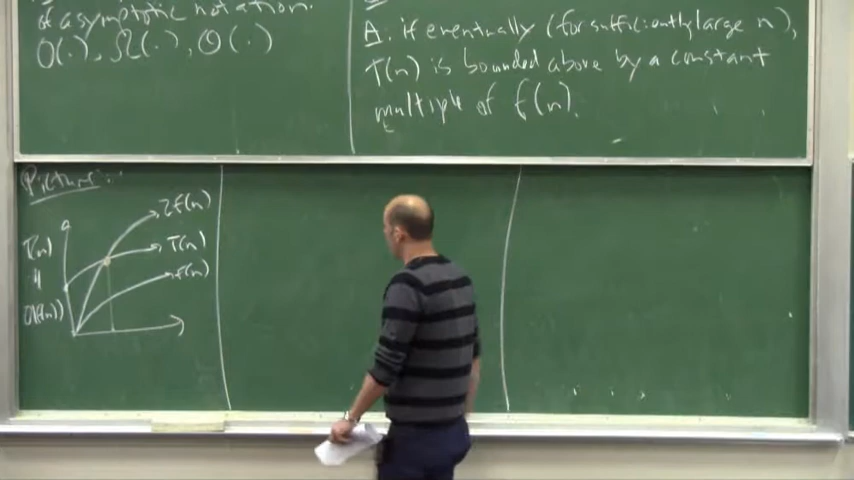 of asymptotic notation.
O(·), Ω(·), Θ(·)
A: if eventually (for sufficiently large n),
T(n) is bounded above by a constant
multiple of f(n).
Picture:
2f(n)
T(n)
T(n)
f(n)
O(f(n))